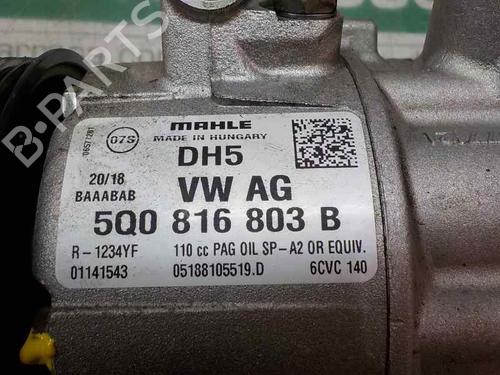 B-PARTS
MAHLE
MADE IN HUNGARY
07S
DH5
20/18
BAAABAB
VW AG
5Q0 816 803 B
R-1234YF
110 cc PAG OIL SP-A2 OR EQUIV.
01141543
05188105519.D
6CVC 140